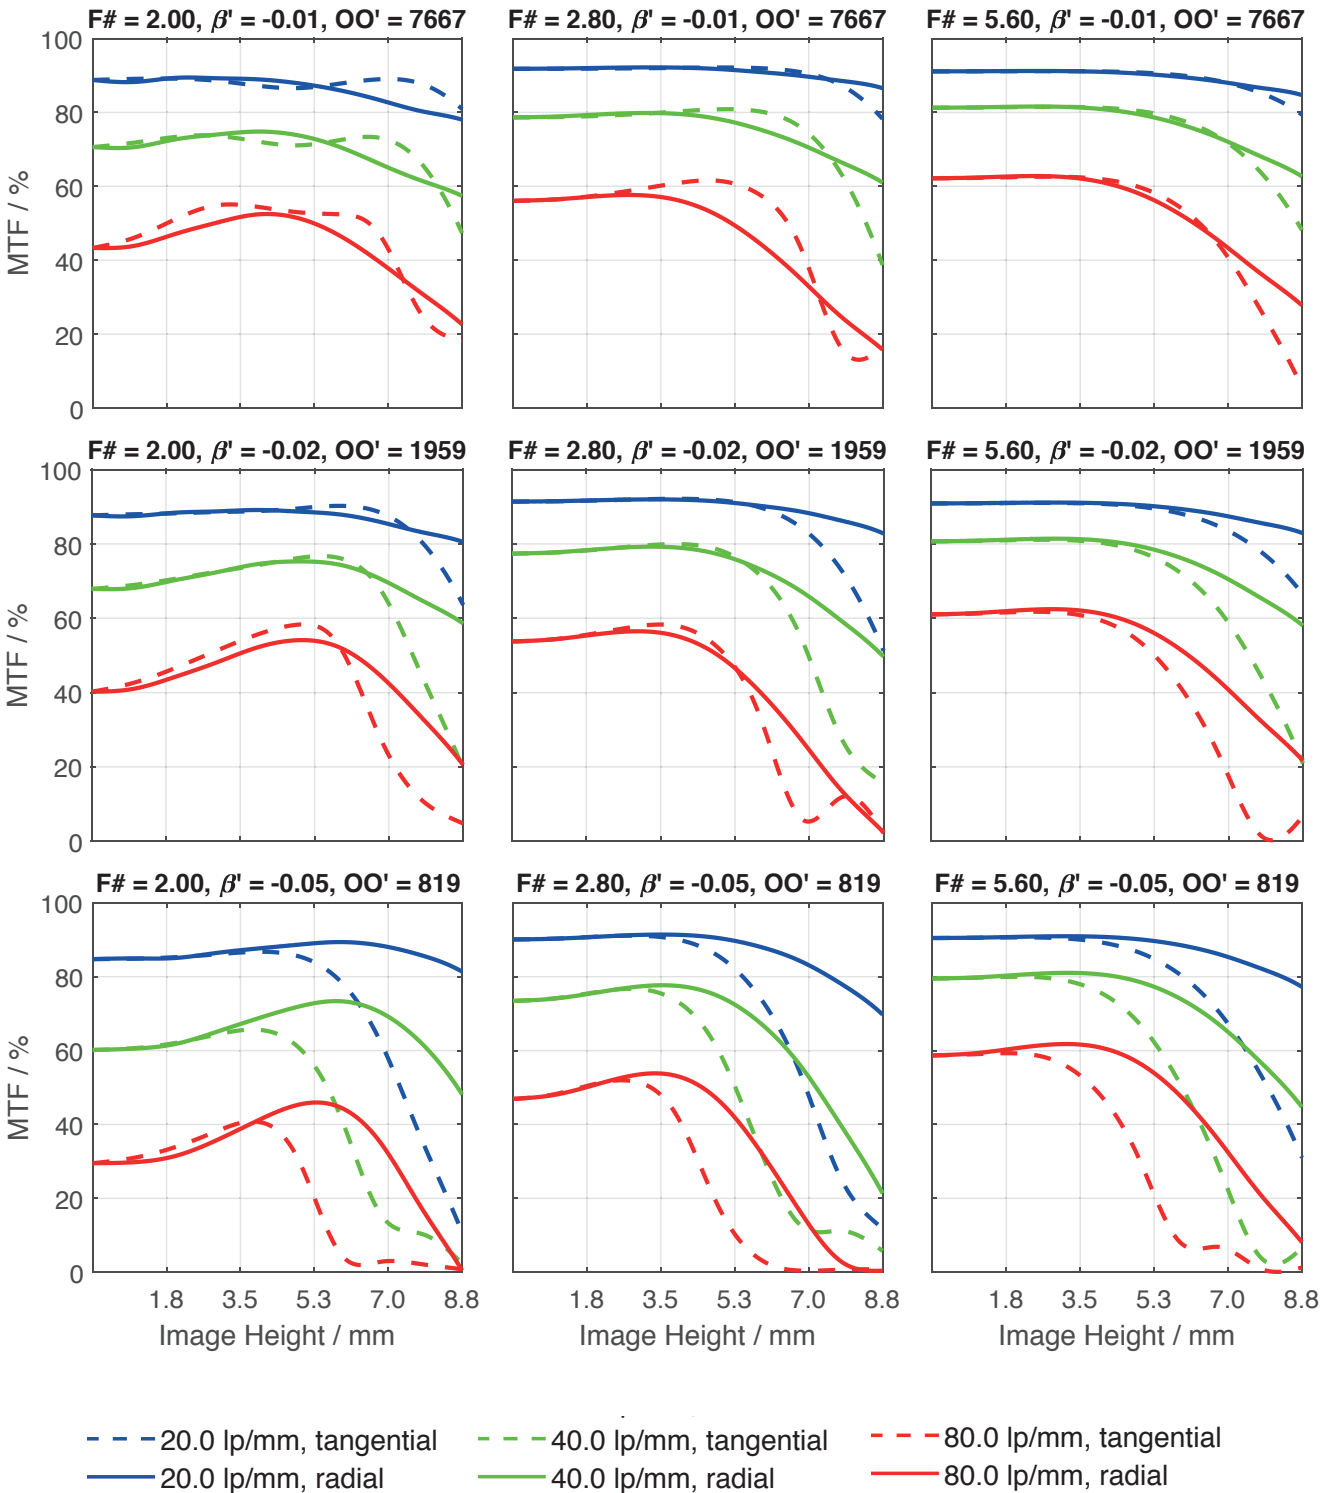 F# = 2.00, β' = -0.01, OO' = 7667
F# = 2.80, β' = -0.01, OO' = 7667
F# = 5.60, β' = -0.01, OO' = 7667
100
80
60
40
20
0
MTF / %
F# = 2.00, β' = -0.02, OO' = 1959
F# = 2.80, β' = -0.02, OO' = 1959
F# = 5.60, β' = -0.02, OO' = 1959
100
80
60
40
20
0
MTF / %
F# = 2.00, β' = -0.05, OO' = 819
F# = 2.80, β' = -0.05, OO' = 819
F# = 5.60, β' = -0.05, OO' = 819
100
80
60
40
20
0
MTF / %
1.8 3.5 5.3 7.0 8.8
1.8 3.5 5.3 7.0 8.8
1.8 3.5 5.3 7.0 8.8
Image Height / mm
Image Height / mm
Image Height / mm
20.0 lp/mm, tangential
40.0 lp/mm, tangential
80.0 lp/mm, tangential
20.0 lp/mm, radial
40.0 lp/mm, radial
80.0 lp/mm, radial